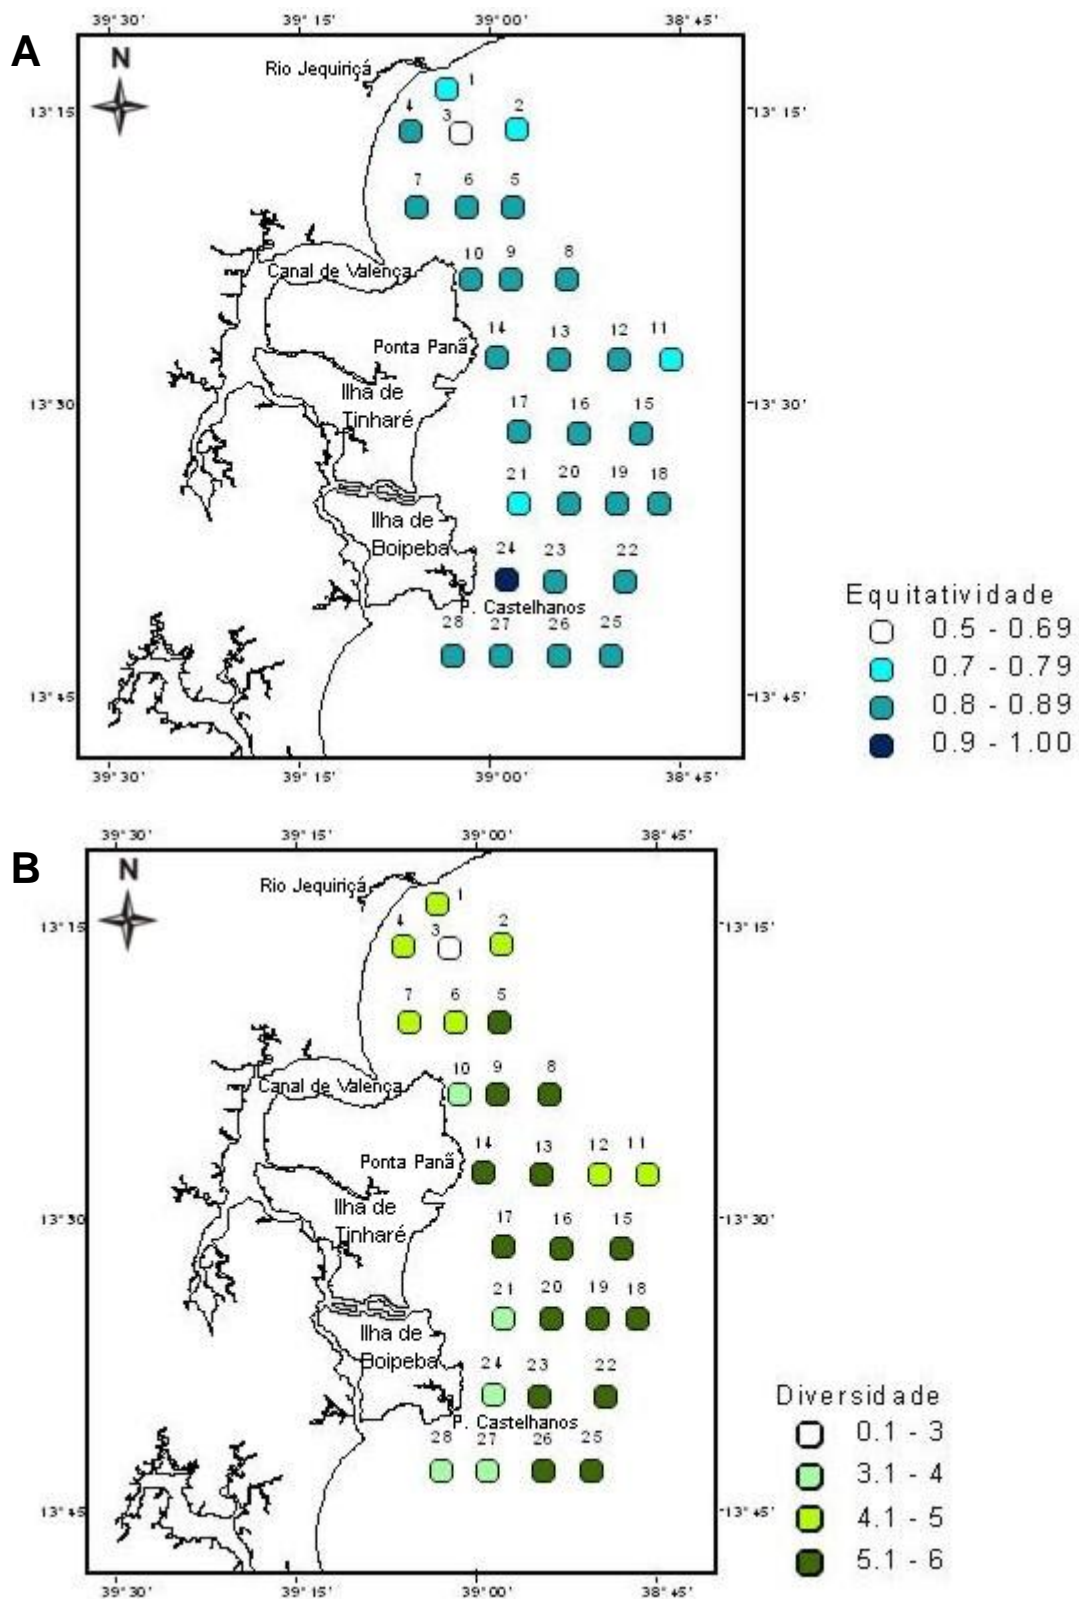 A
39°30' 39°15' 39°00' 38°45'
N
Rio Jequiriçá
1
13°15' 4 3 2 13°15'
7 6 5
Canal de Valença 10 9 8
Ponta Panã 14 13 12 11
Ilha de
Tinharé
13°30' 17 16 15 13°30'
21 20 19 18
Ilha de
Boipeba
24 23 22
P. Castelhanos
28 27 26 25
13°45' 13°45'
39°30' 39°15' 39°00' 38°45'
Equitatividade
0.5 - 0.69
0.7 - 0.79
0.8 - 0.89
0.9 - 1.00
B
39°30' 39°15' 39°00' 38°45'
N
Rio Jequiriçá
1
13°15' 4 3 2 13°15'
7 6 5
Canal de Valença 10 9 8
Ponta Panã 14 13 12 11
Ilha de
Tinharé
13°30' 17 16 15 13°30'
21 20 19 18
Ilha de
Boipeba
24 23 22
P. Castelhanos
28 27 26 25
13°45' 13°45'
39°30' 39°15' 39°00' 38°45'
Diversidade
0.1 - 3
3.1 - 4
4.1 - 5
5.1 - 6